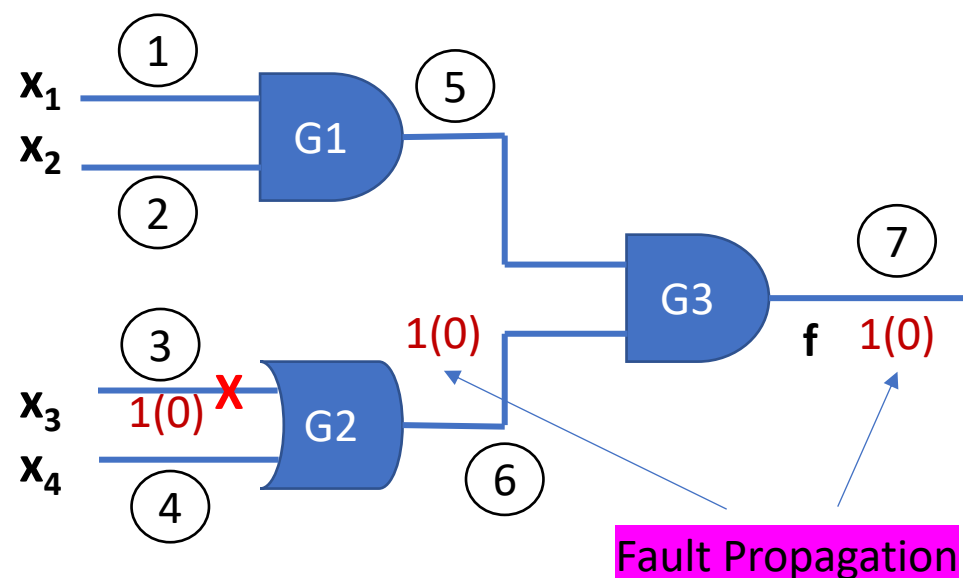 1
x1
5
G1
x2
2
7
G3
3
1(0)
f 1(0)
X
x3 1(0)
G2
x4
6
4
Fault Propagation